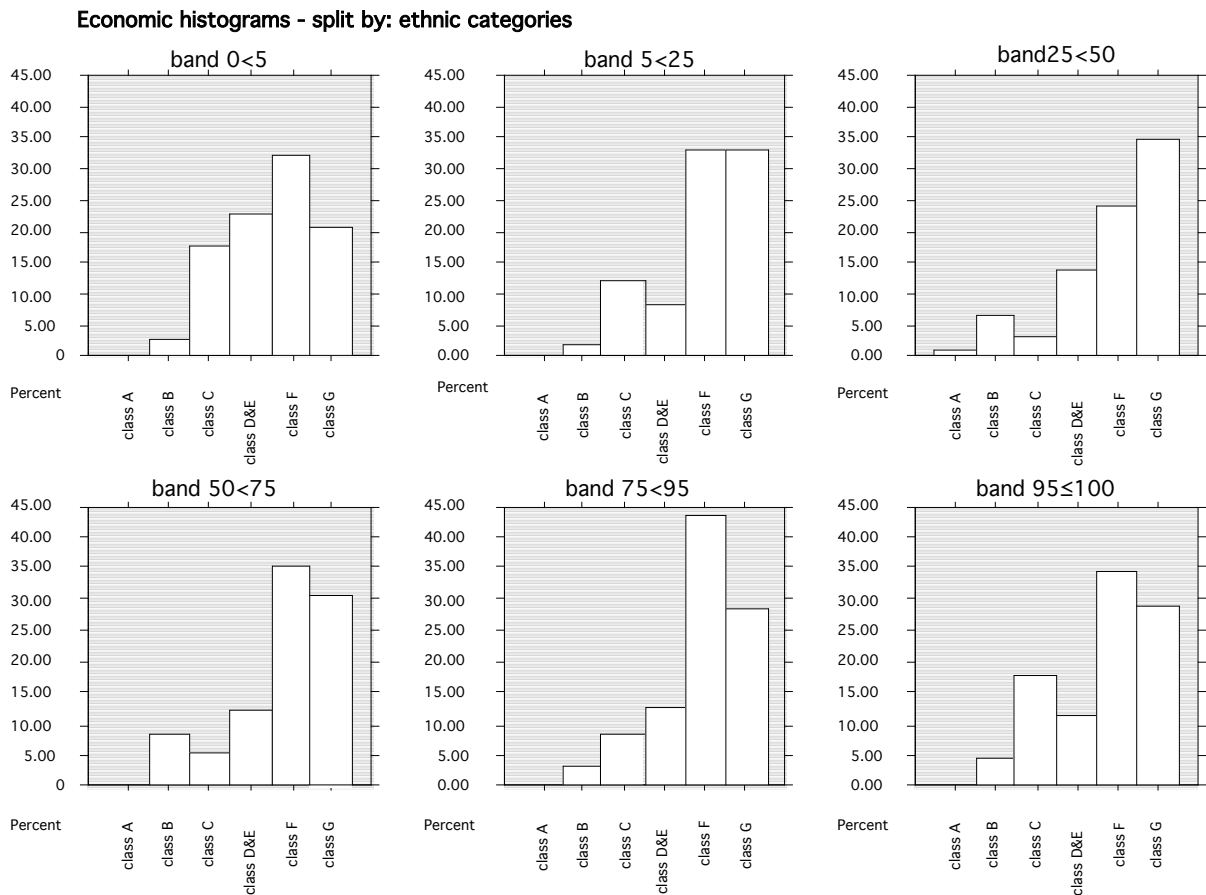 Economic histograms - split by: ethnic categories
band 0<5
45.00
40.00
35.00
30.00
25.00
20.00
15.00
10.00
5.00
0
Percent
class A
class B
class C
class D&E
class F
class G
band 5<25
45.00
40.00
35.00
30.00
25.00
20.00
15.00
10.00
5.00
0.00
Percent
class A
class B
class C
class D&E
class F
class G
band25<50
45.00
40.00
35.00
30.00
25.00
20.00
15.00
10.00
5.00
0.00
class A
class B
class C
class D&E
class F
class G
band 50<75
45.00
40.00
35.00
30.00
25.00
20.00
15.00
10.00
5.00
0
Percent
class A
class B
class C
class D&E
class F
class G
band 75<95
45.00
40.00
35.00
30.00
25.00
20.00
15.00
10.00
5.00
0.00
Percent
class A
class B
class C
class D&E
class F
class G
band 95≤100
45.00
40.00
35.00
30.00
25.00
20.00
15.00
10.00
5.00
0.00
Percent
class A
class B
class C
class D&E
class F
class G